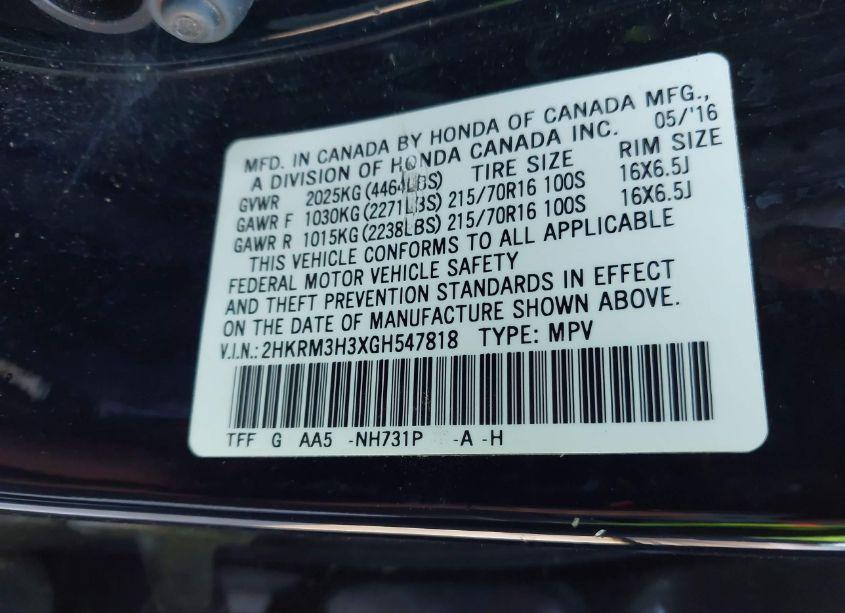 MFD. IN CANADA BY HONDA OF CANADA MFG.,
A DIVISION OF HONDA CANADA INC. 05/'16
GVWR 2025KG (4464LBS) TIRE SIZE RIM SIZE
GAWR F 1030KG (2271LBS) 215/70R16 100S 16X6.5J
GAWR R 1015KG (2238LBS) 215/70R16 100S 16X6.5J
THIS VEHICLE CONFORMS TO ALL APPLICABLE
FEDERAL MOTOR VEHICLE SAFETY
AND THEFT PREVENTION STANDARDS IN EFFECT
ON THE DATE OF MANUFACTURE SHOWN ABOVE.
V.I.N.: 2HKRM3H3XGH547818 TYPE: MPV
TFF G AA5 -NH731P -A -H